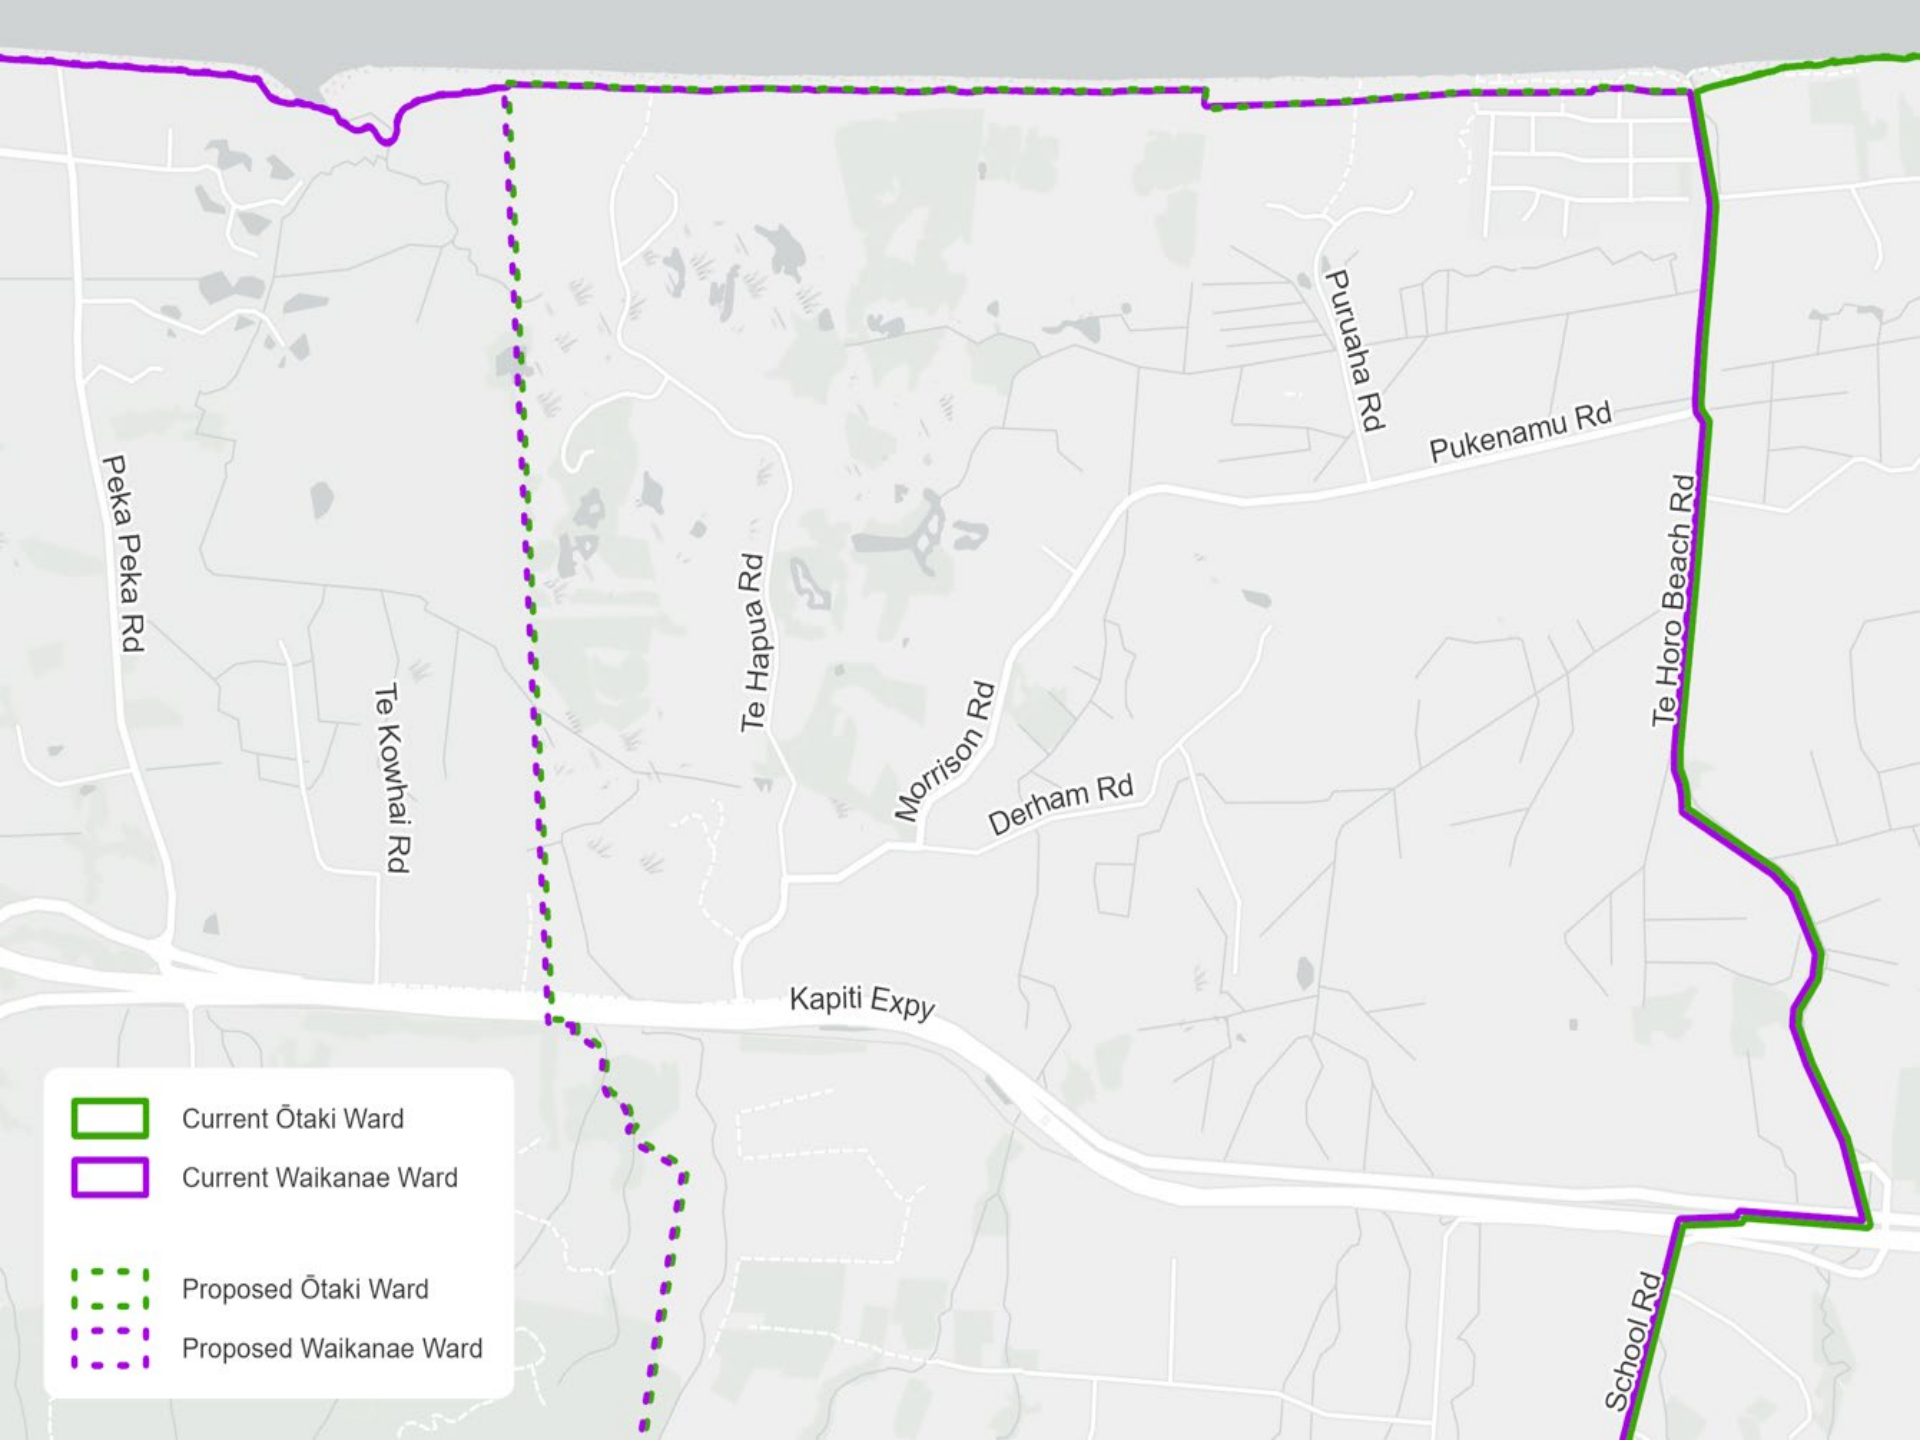 Puruaha Rd
Pukenamu Rd
Peka Peka Rd
Te Horo Beach Rd
Te Hapua Rd
Te Kowhai Rd
Morrison Rd
Derham Rd
Kapiti Expy
School Rd
Current Ōtaki Ward
Current Waikanae Ward
Proposed Ōtaki Ward
Proposed Waikanae Ward